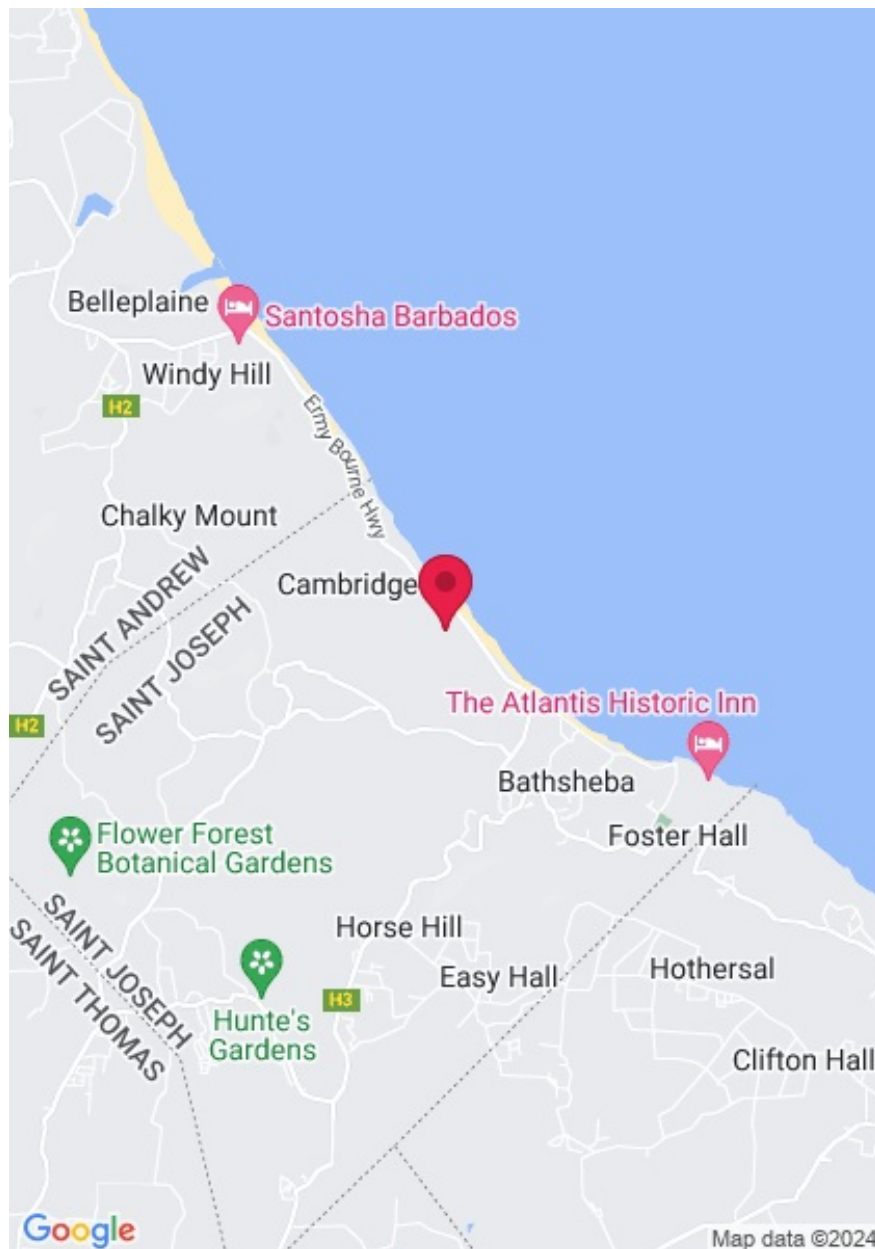 Belleplaine
Santosha Barbados
Windy Hill
H2
Ermy Bourne Hwy
Chalky Mount
Cambridge
SAINT ANDREW
SAINT JOSEPH
H2
The Atlantis Historic Inn
Bathsheba
Foster Hall
Flower Forest
Botanical Gardens
SAINT JOSEPH
SAINT THOMAS
Horse Hill
Easy Hall
Hothersal
H3
Hunte's
Gardens
Clifton Hall
Google
Map data ©2024